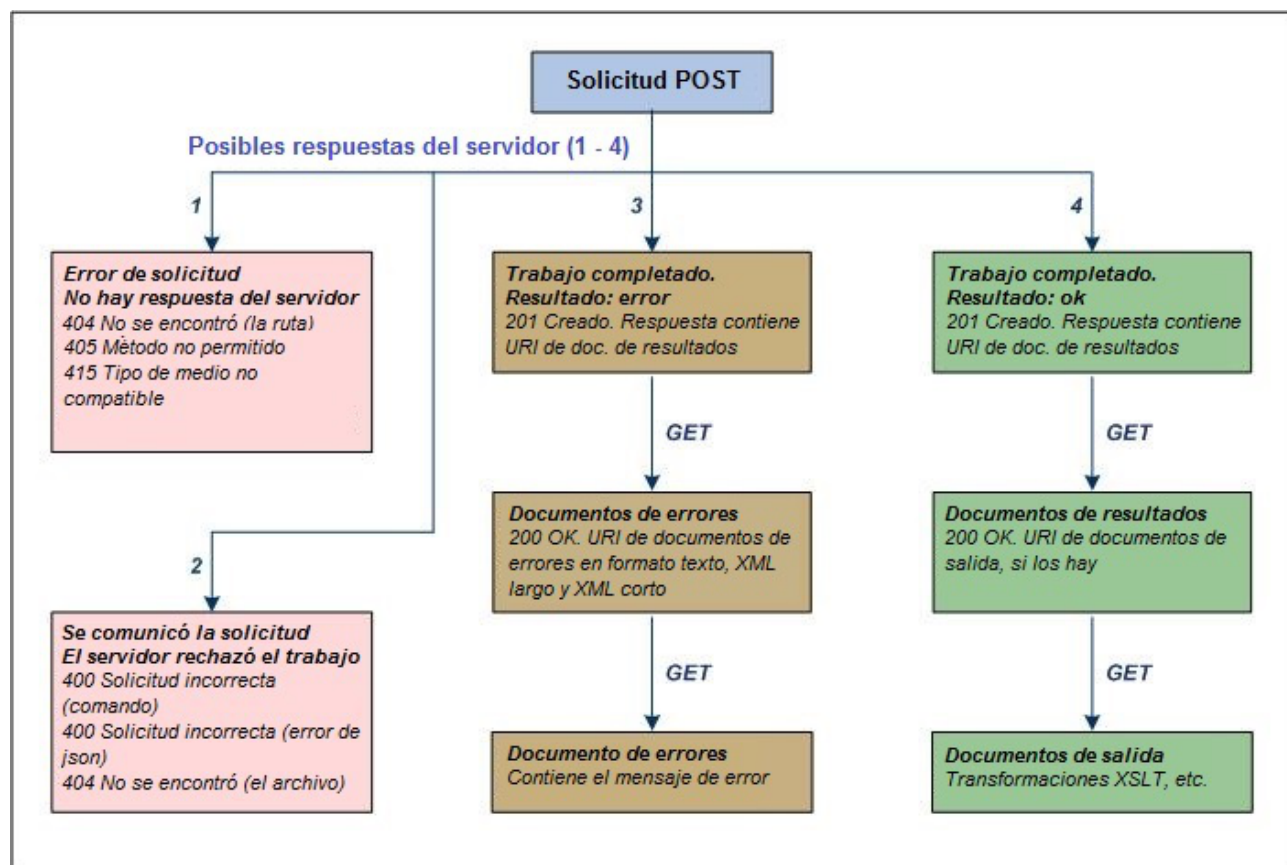 Solicitud POST
Posibles respuestas del servidor (1 - 4)
1
Error de solicitud
No hay respuesta del servidor
404 No se encontró (la ruta)
405 Mètodo no permitido
415 Tipo de medio no
compatible
2
Se comunicó la solicitud
El servidor rechazó el trabajo
400 Solicitud incorrecta
(comando)
400 Solicitud incorrecta (error de
json)
404 No se encontró (el archivo)
3
Trabajo completado.
Resultado: error
201 Creado. Respuesta contiene
URI de doc. de resultados
GET
Documentos de errores
200 OK. URI de documentos de
errores en formato texto, XML
largo y XML corto
GET
Documento de errores
Contiene el mensaje de error
4
Trabajo completado.
Resultado: ok
201 Creado. Respuesta contiene
URI de doc. de resultados
GET
Documentos de resultados
200 OK. URI de documentos de
salida, si los hay
GET
Documentos de salida
Transformaciones XSLT, etc.